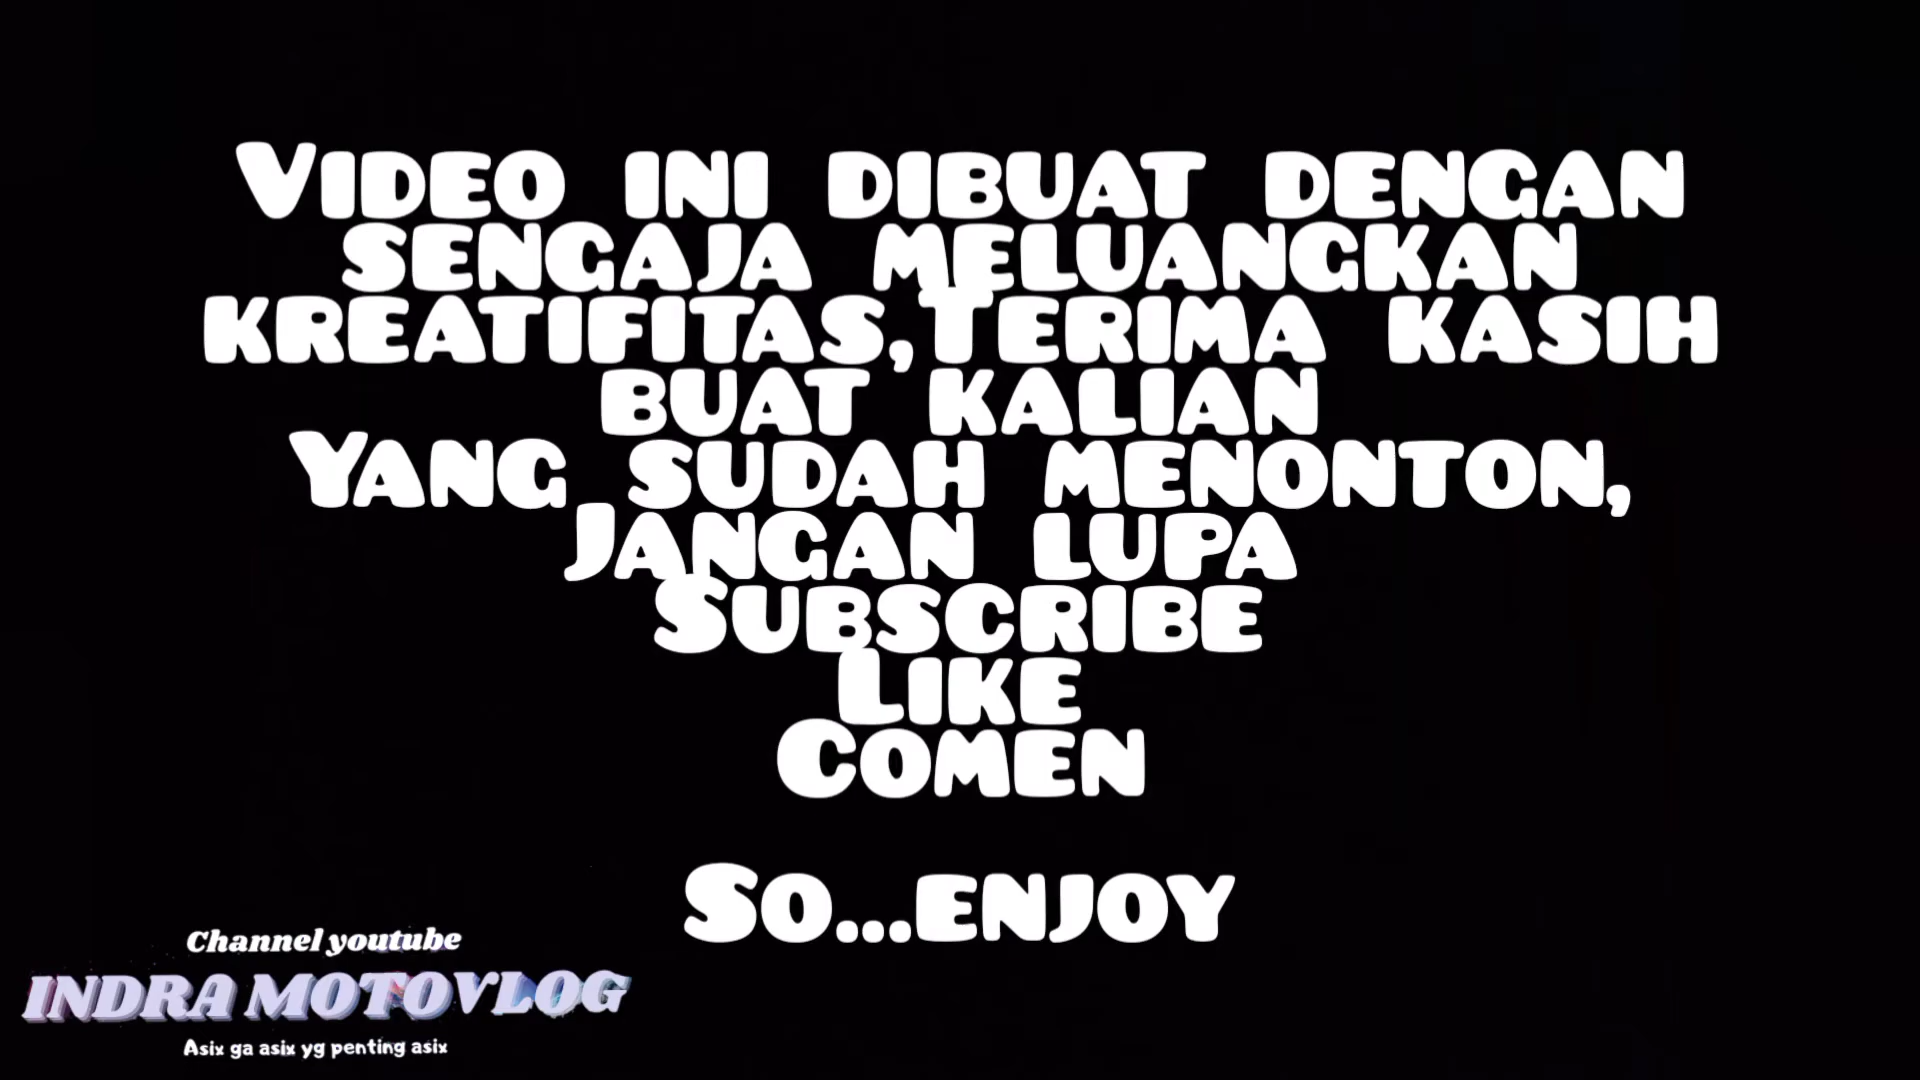 Video ini dibuat dengan
sengaja meluangkan
kreatifitas,Terima kasih
buat kalian
Yang sudah menonton,
Jangan lupa
Subscribe
Like
Comen
So...enjoy
Channel youtube
INDRA MOTOVLOG
Asix ga asix yg penting asix